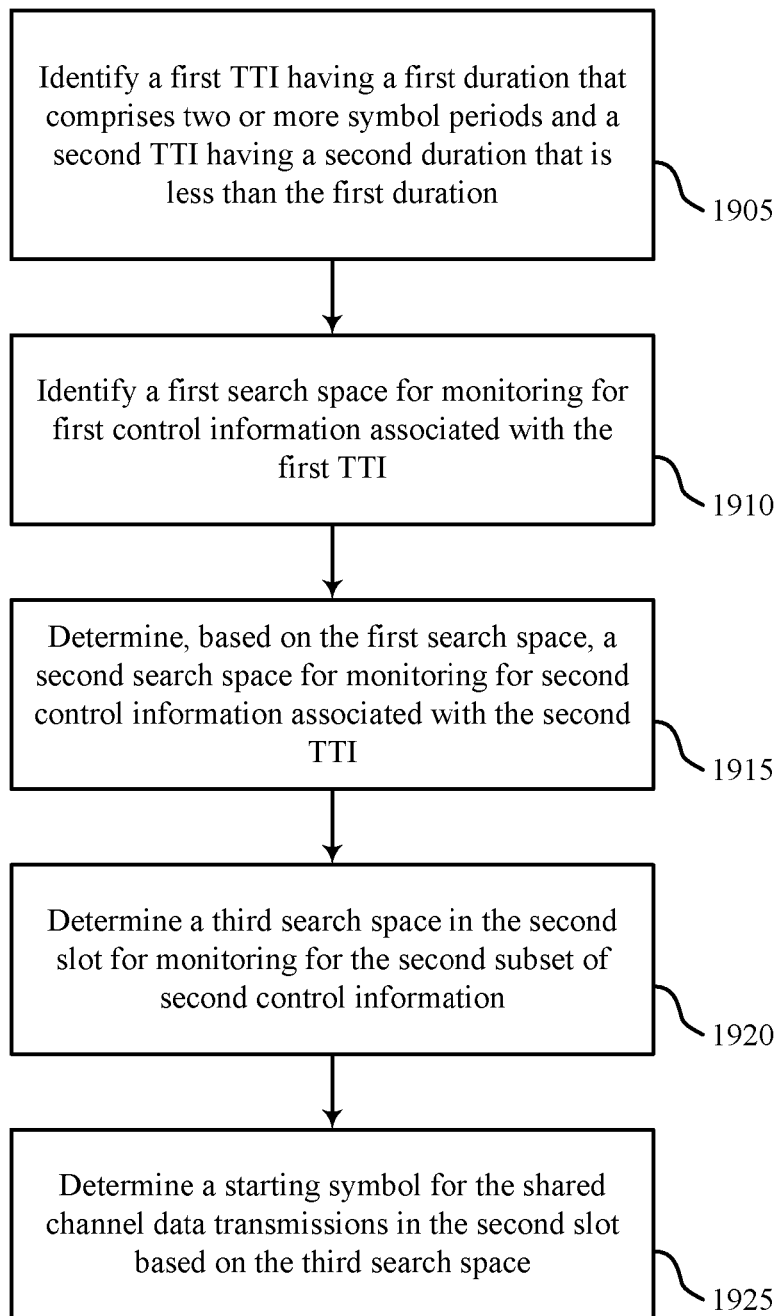 Identify a first TTI having a first duration that
comprises two or more symbol periods and a
second TTI having a second duration that is
less than the first duration
1905
Identify a first search space for monitoring for
first control information associated with the
first TTI
1910
Determine, based on the first search space, a
second search space for monitoring for second
control information associated with the second
TTI
1915
Determine a third search space in the second
slot for monitoring for the second subset of
second control information
1920
Determine a starting symbol for the shared
channel data transmissions in the second slot
based on the third search space
1925